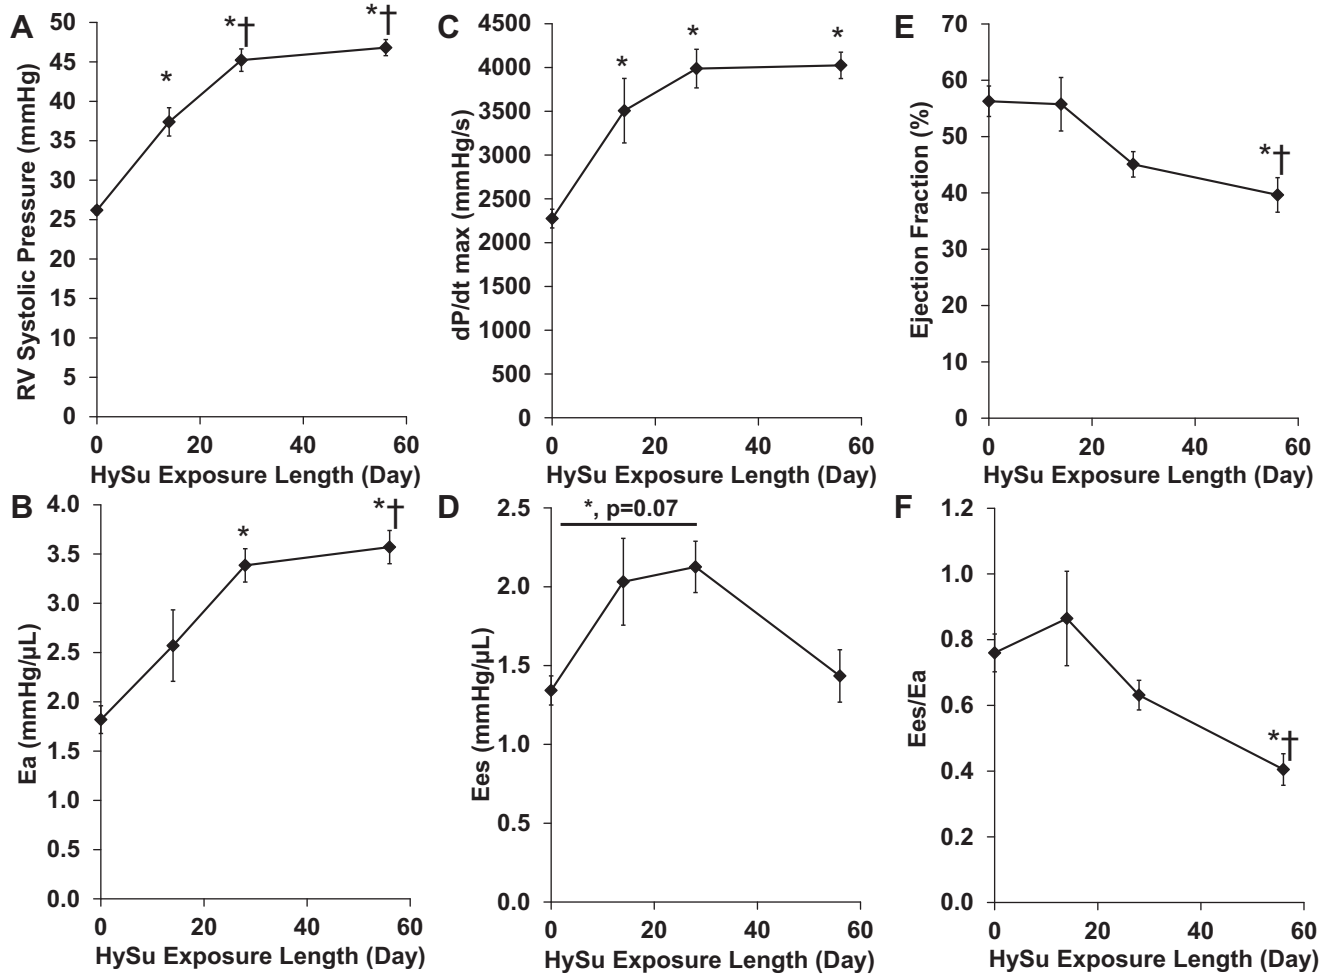 A
RV Systolic Pressure (mmHg)
50
45
40
35
30
25
20
15
10
5
0
*
*†
*†
0 20 40 60
HySu Exposure Length (Day)
C
dP/dt max (mmHg/s)
4500
4000
3500
3000
2500
2000
1500
1000
500
0
*
*
*
0 20 40 60
HySu Exposure Length (Day)
E
Ejection Fraction (%)
70
60
50
40
30
20
10
0
*†
0 20 40 60
HySu Exposure Length (Day)
B
Ea (mmHg/µL)
4.0
3.5
3.0
2.5
2.0
1.5
1.0
0.5
0.0
*
*†
0 20 40 60
HySu Exposure Length (Day)
D
Ees (mmHg/µL)
2.5
2.0
1.5
1.0
0.5
0.0
*, p=0.07
0 20 40 60
HySu Exposure Length (Day)
F
Ees/Ea
1.2
1.0
0.8
0.6
0.4
0.2
0.0
*†
0 20 40 60
HySu Exposure Length (Day)